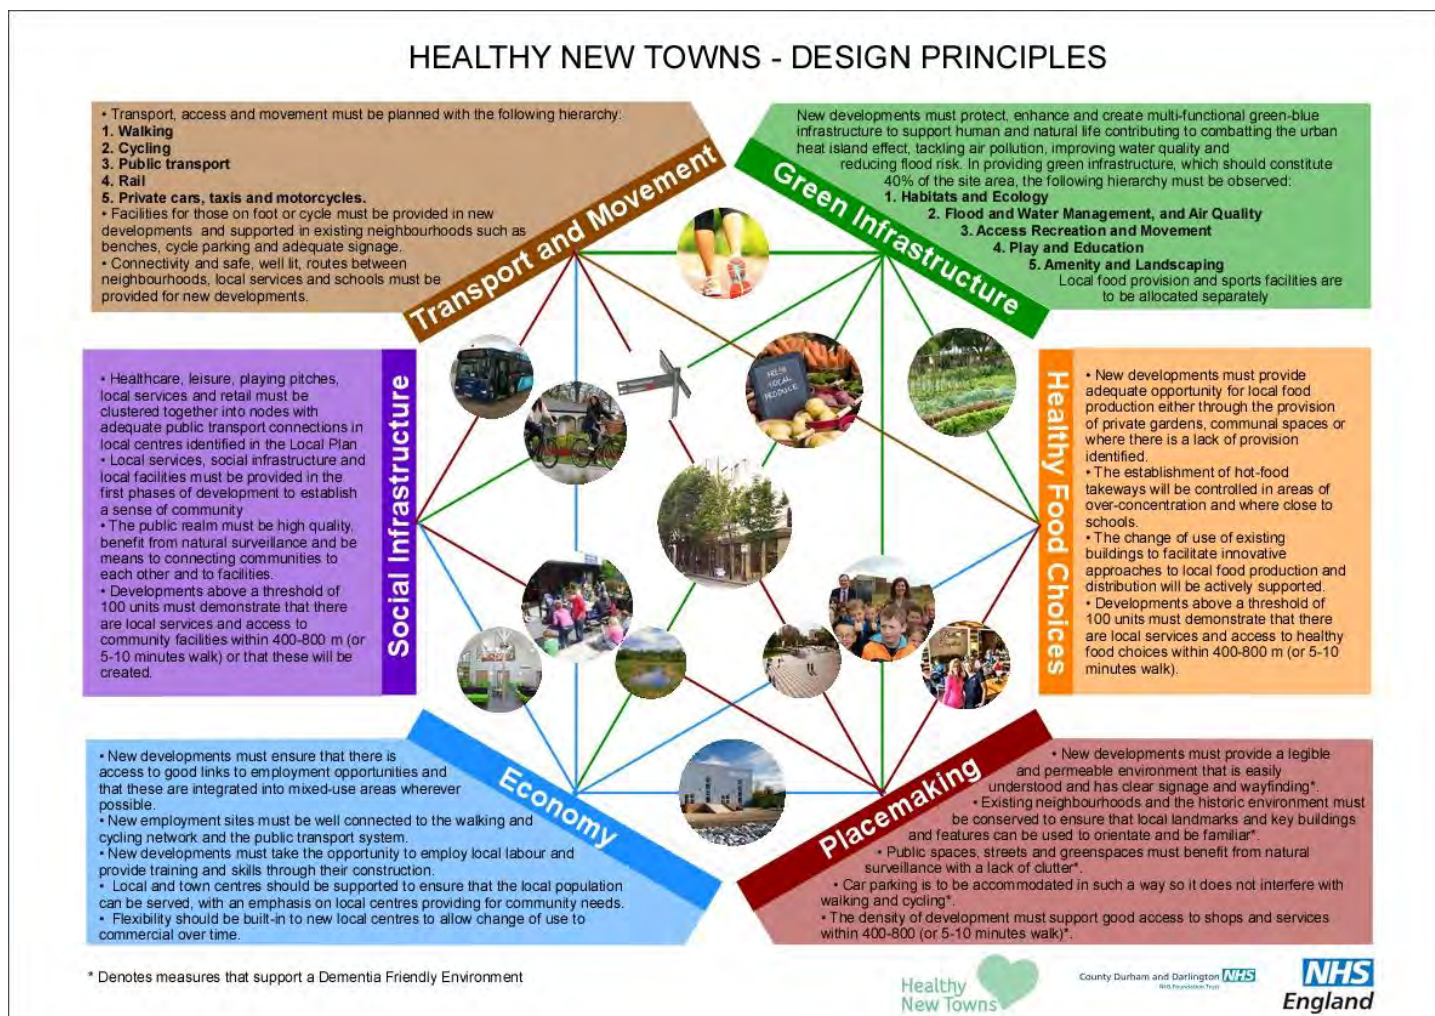 HEALTHY NEW TOWNS - DESIGN PRINCIPLES
• Transport, access and movement must be planned with the following hierarchy:
1. Walking
2. Cycling
3. Public transport
4. Rail
5. Private cars, taxis and motorcycles.
• Facilities for those on foot or cycle must be provided in new
developments and supported in existing neighbourhoods such as
benches, cycle parking and adequate signage.
• Connectivity and safe, well lit, routes between
neighbourhoods, local services and schools must be
provided for new developments.
Transport and Movement
New developments must protect, enhance and create multi-functional green-blue
infrastructure to support human and natural life contributing to combatting the urban
heat island effect, tackling air pollution, improving water quality and
reducing flood risk. In providing green infrastructure, which should constitute
40% of the site area, the following hierarchy must be observed:
1. Habitats and Ecology
2. Flood and Water Management, and Air Quality
3. Access Recreation and Movement
4. Play and Education
5. Amenity and Landscaping
Local food provision and sports facilities are
to be allocated separately
Green Infrastructure
• Healthcare, leisure, playing pitches,
local services and retail must be
clustered together into nodes with
adequate public transport connections in
local centres identified in the Local Plan
• Local services, social infrastructure and
local facilities must be provided in the
first phases of development to establish
a sense of community
• The public realm must be high quality,
benefit from natural surveillance and be
means to connecting communities to
each other and to facilities.
• Developments above a threshold of
100 units must demonstrate that there
are local services and access to
community facilities within 400-800 m (or
5-10 minutes walk) or that these will be
created.
Social Infrastructure
FRESH
LOCAL
PRODUCE
Healthy Food Choices
• New developments must provide
adequate opportunity for local food
production either through the provision
of private gardens, communal spaces or
where there is a lack of provision
identified.
• The establishment of hot-food
takeways will be controlled in areas of
over-concentration and where close to
schools.
• The change of use of existing
buildings to facilitate innovative
approaches to local food production and
distribution will be actively supported.
• Developments above a threshold of
100 units must demonstrate that there
are local services and access to healthy
food choices within 400-800 m (or 5-10
minutes walk).
• New developments must ensure that there is
access to good links to employment opportunities and
that these are integrated into mixed-use areas wherever
possible.
• New employment sites must be well connected to the walking and
cycling network and the public transport system.
• New developments must take the opportunity to employ local labour and
provide training and skills through their construction.
• Local and town centres should be supported to ensure that the local population
can be served, with an emphasis on local centres providing for community needs.
• Flexibility should be built-in to new local centres to allow change of use to
commercial over time.
Economy
Placemaking
• New developments must provide a legible
and permeable environment that is easily
understood and has clear signage and wayfinding*.
• Existing neighbourhoods and the historic environment must
be conserved to ensure that local landmarks and key buildings
and features can be used to orientate and be familiar*.
• Public spaces, streets and greenspaces must benefit from natural
surveillance with a lack of clutter*.
• Car parking is to be accommodated in such a way so it does not interfere with
walking and cycling*.
• The density of development must support good access to shops and services
within 400-800 (or 5-10 minutes walk)*.
* Denotes measures that support a Dementia Friendly Environment
Healthy
New Towns
County Durham and Darlington NHS
NHS Foundation Trust
NHS
England